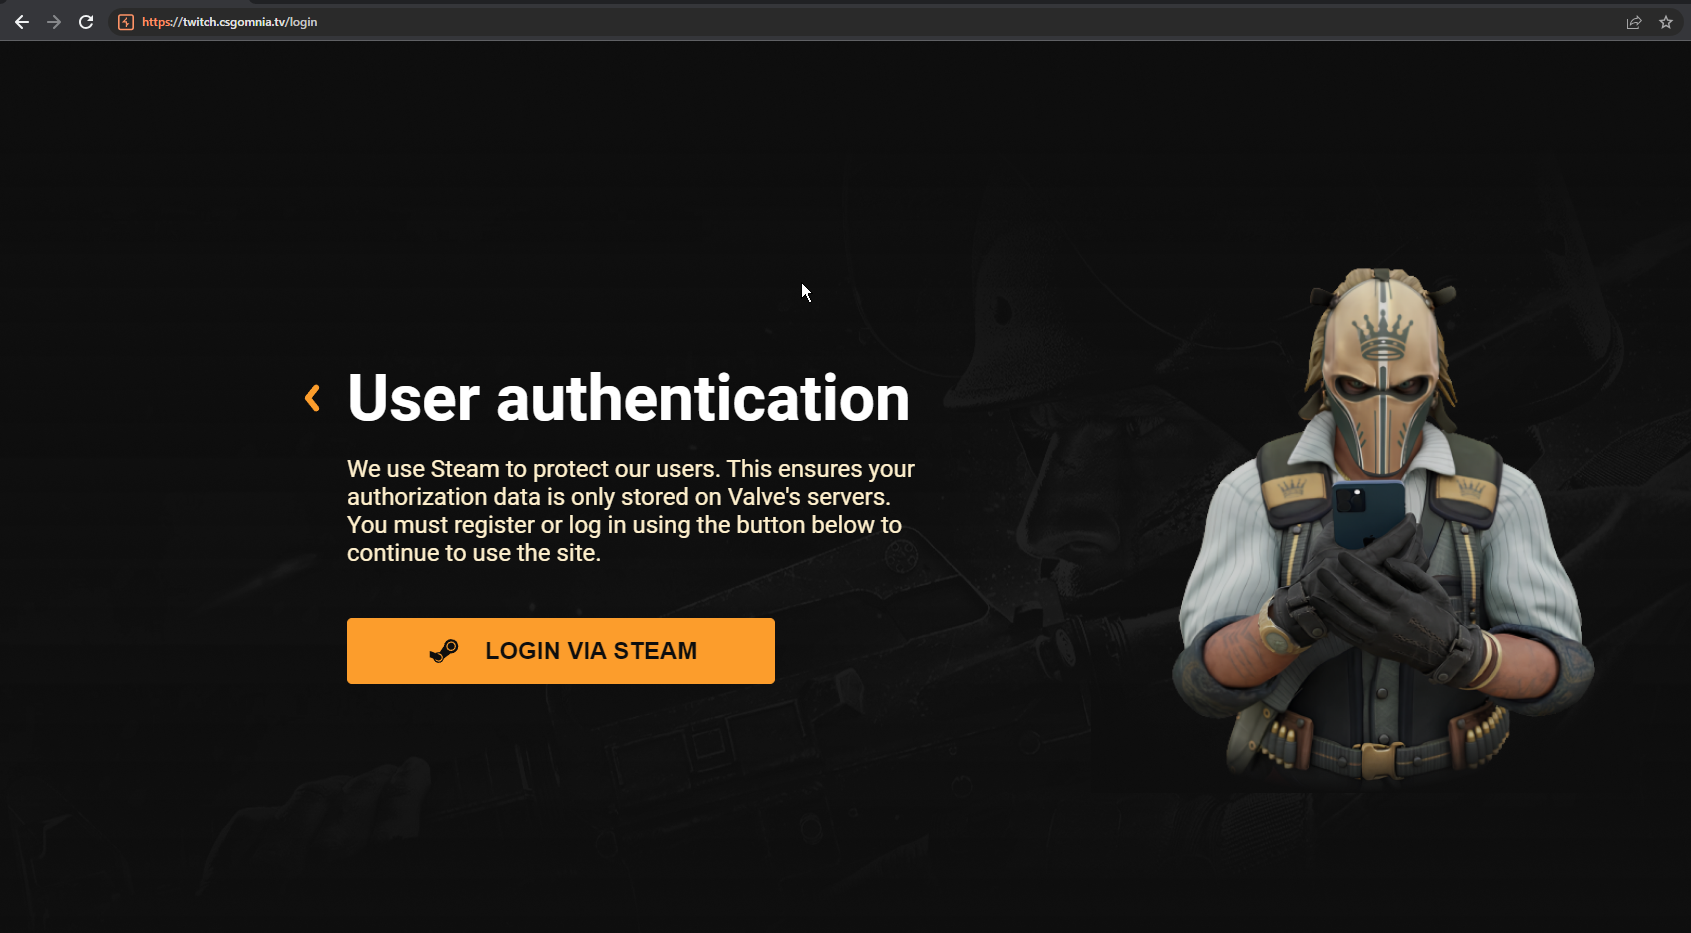 https://twitch.csgomnia.tv/login
User authentication
We use Steam to protect our users. This ensures your
authorization data is only stored on Valve's servers.
You must register or log in using the button below to
continue to use the site.
LOGIN VIA STEAM